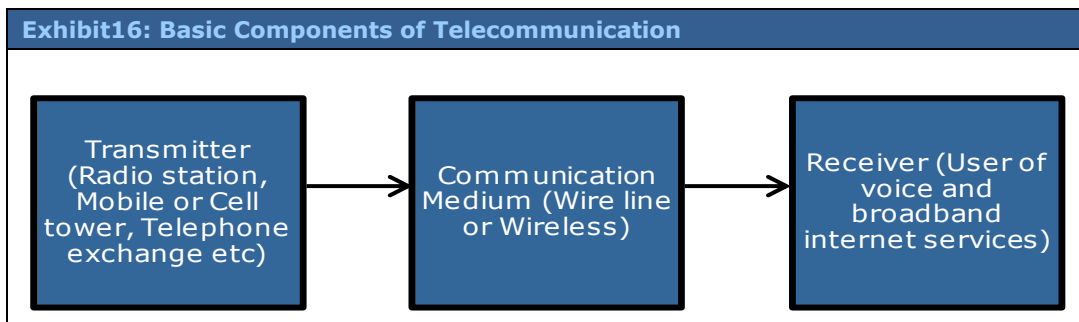 Exhibit16: Basic Components of Telecommunication
Transmitter
(Radio station,
Mobile or Cell
tower, Telephone
exchange etc)
Communication
Medium (Wire line
or Wireless)
Receiver (User of
voice and
broadband
internet services)